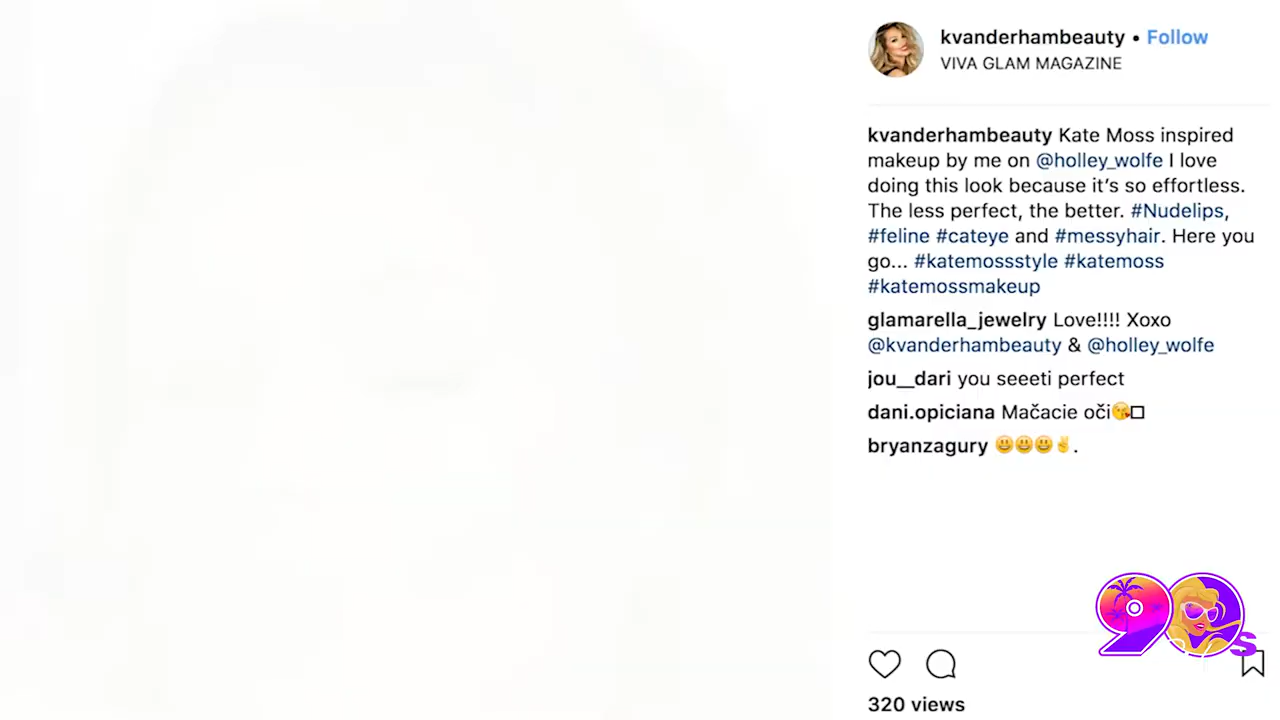 kvanderhambeauty • Follow
VIVA GLAM MAGAZINE
kvanderhambeauty Kate Moss inspired
makeup by me on @holley_wolfe I love
doing this look because it's so effortless.
The less perfect, the better. #Nudelips,
#feline #cateye and #messyhair. Here you
go... #katemossstyle #katemoss
#katemossmakeup
glamarella_jewelry Love!!!! Xoxo
@kvanderhambeauty & @holley_wolfe
jou__dari you seeeti perfect
dani.opiciana Mačacie oči😘□
bryanzagury 😃😃😃✌️.
90s
320 views